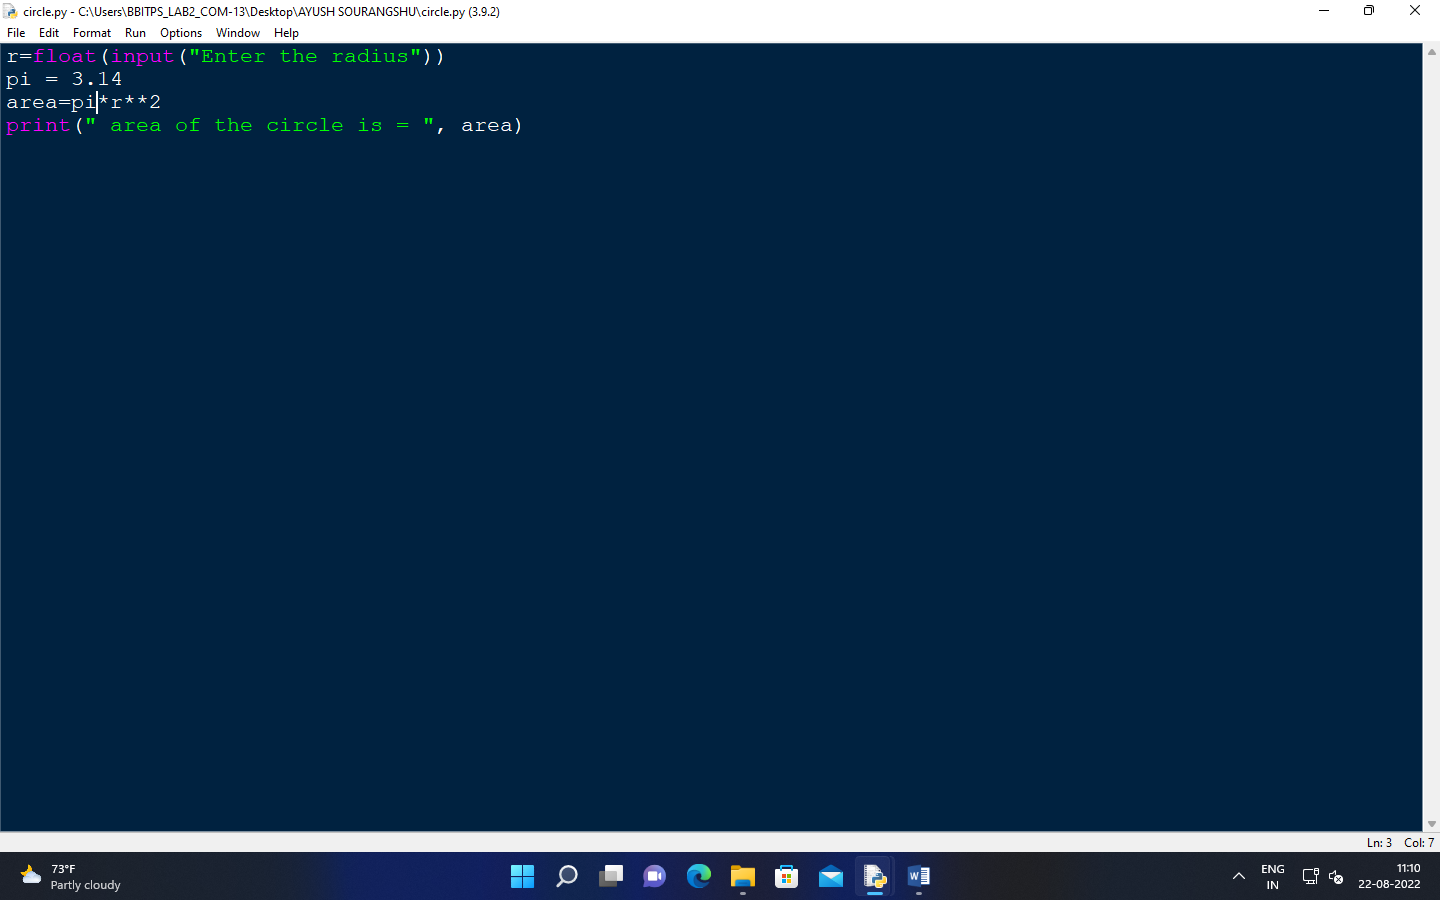 circle.py - C:\Users\BBITPS_LAB2_COM-13\Desktop\AYUSH SOURANGSHU\circle.py (3.9.2)
File Edit Format Run Options Window Help
r=float(input("Enter the radius"))
pi = 3.14
area=pi*r**2
print(" area of the circle is = ", area)
Ln: 3 Col: 7
73°F
Partly cloudy
ENG
IN
11:10
22-08-2022